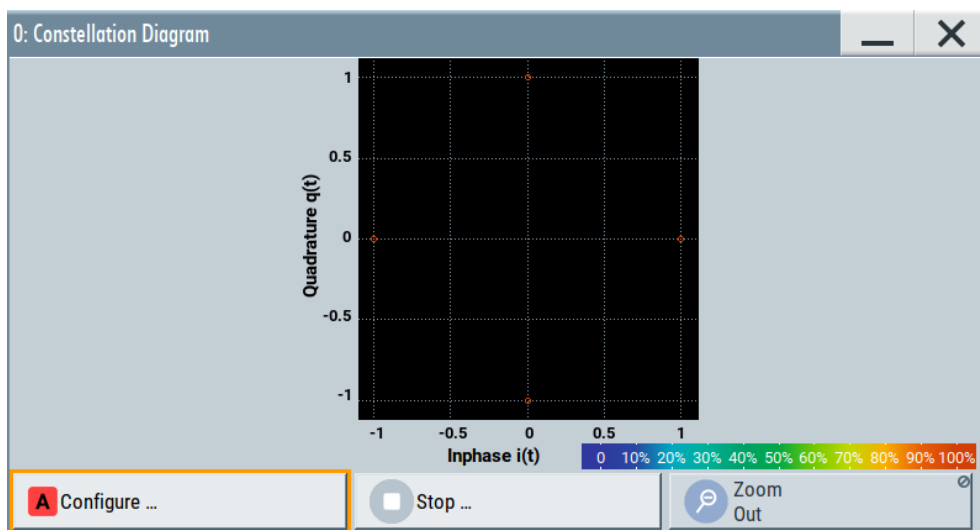 0: Constellation Diagram
1
0.5
0
-0.5
-1
Quadrature q(t)
-1 -0.5 0 0.5 1
Inphase i(t)
0 10% 20% 30% 40% 50% 60% 70% 80% 90% 100%
A Configure ...
Stop ...
Zoom
Out